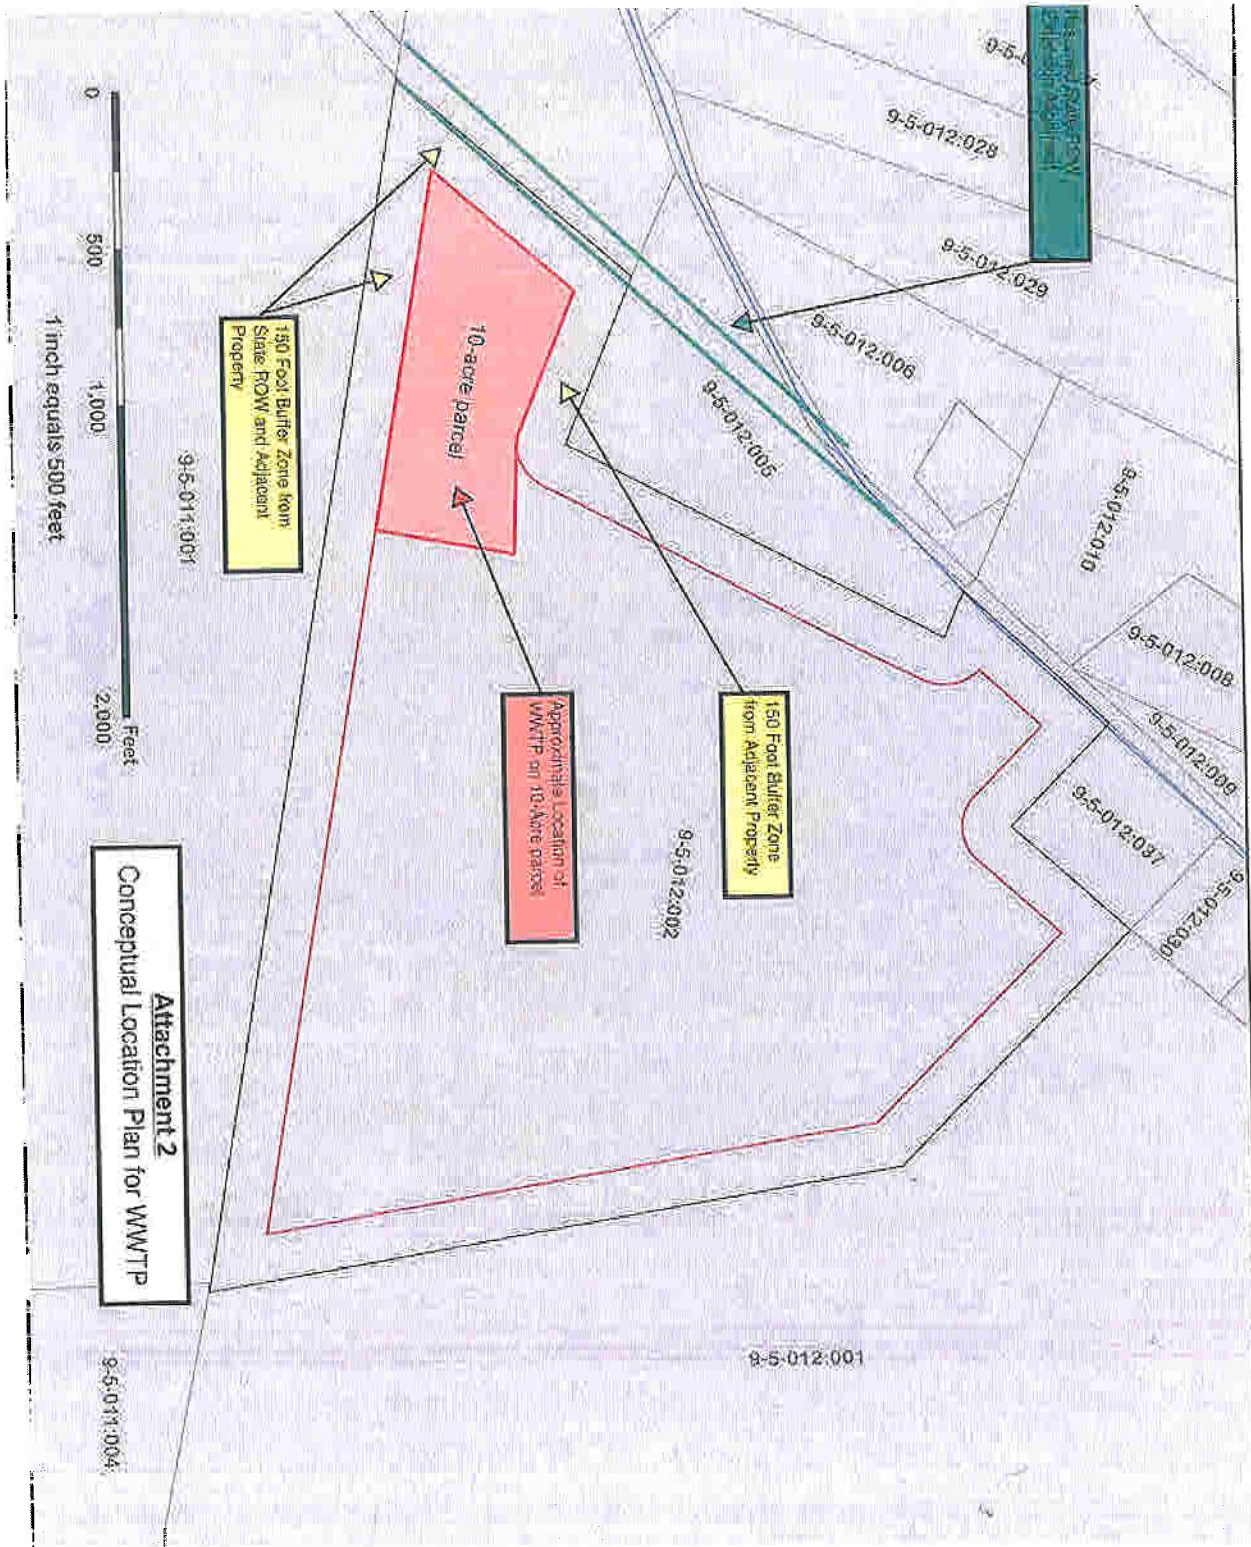 9-5-012:028
9-5-012:029
9-5-012:006
9-5-012:005
9-5-012:010
9-5-012:008
9-5-012:009
9-5-012:037
9-5-012:030
10-acre parcel
150 Foot Buffer Zone from
State ROW and Adjacent
Property
150 Foot Buffer Zone
from Adjacent Property
Approximate Location of
WWTP on 10-Acre parcel
9-5-012:002
9-5-011:001
9-5-012:001
9-5-011:004
0
500
1,000
2,000
Feet
1 inch equals 500 feet
Attachment 2
Conceptual Location Plan for WWTP